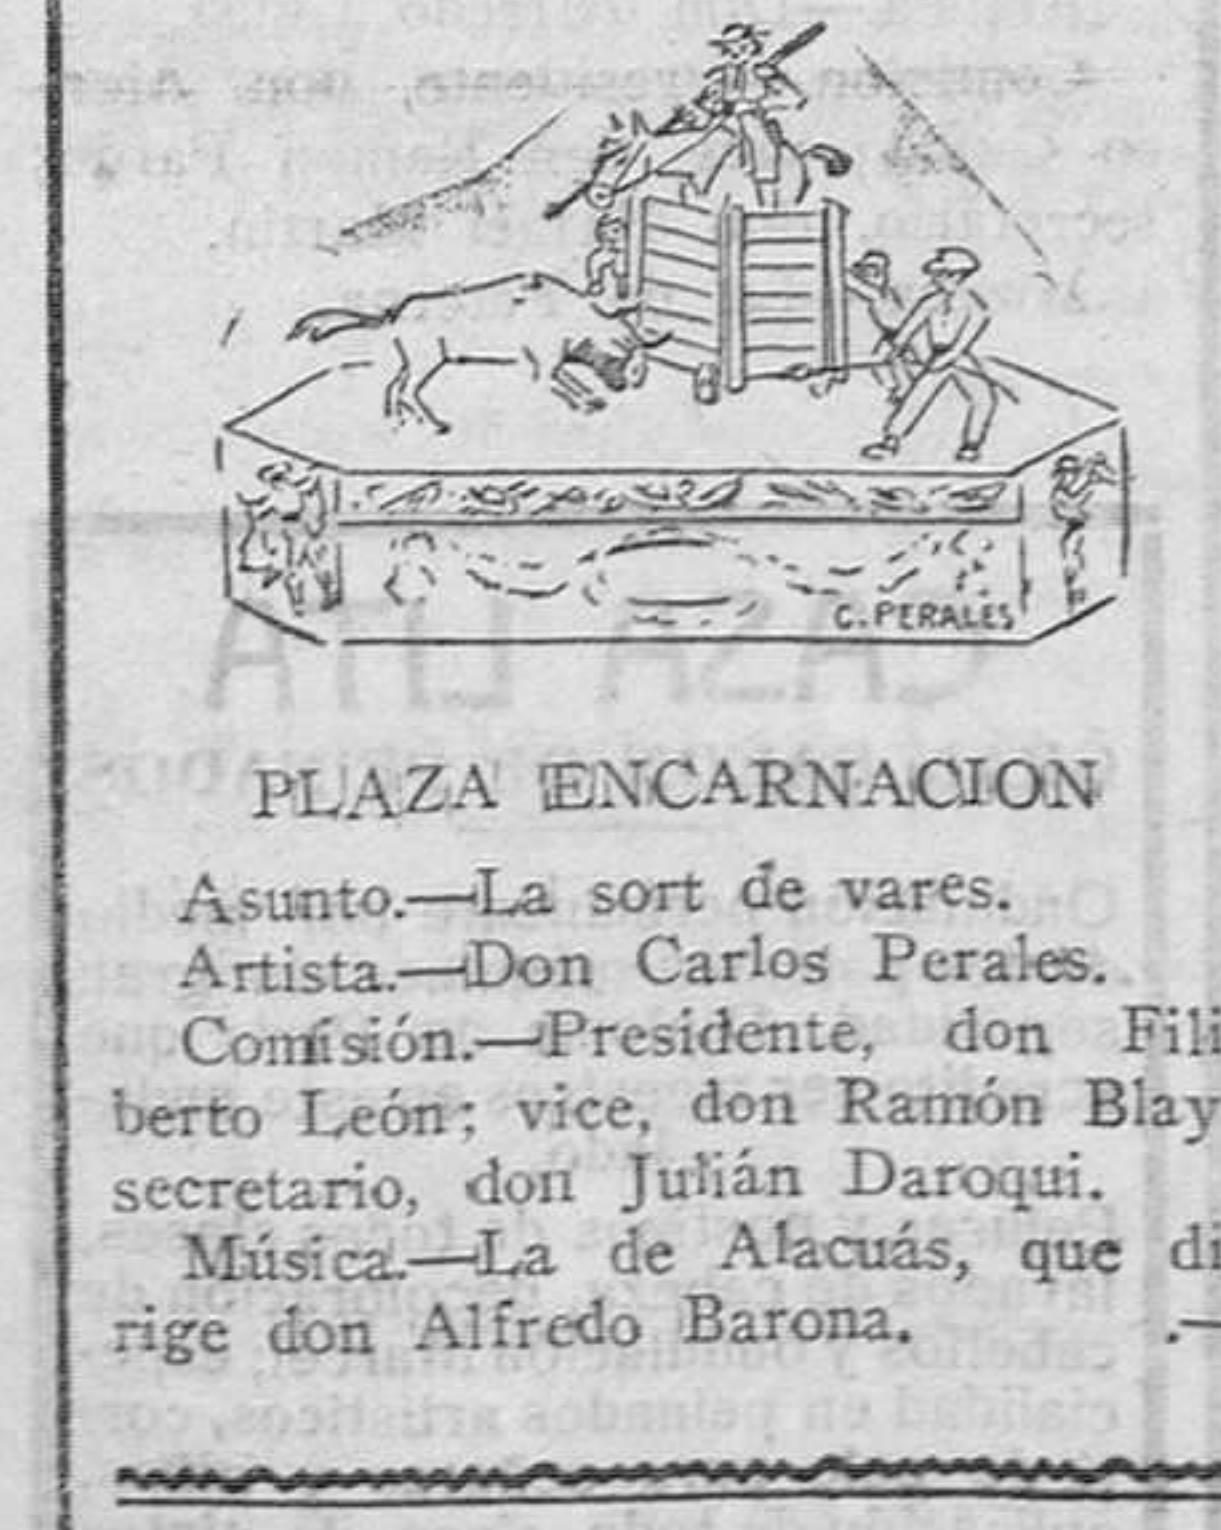 C. PERALES
PLAZA ENCARNACION
Asunto.—La sort de vares.
Artista.—Don Carlos Perales.
Comisión.—Presidente, don Fili
berto León; vice, don Ramón Blay
secretario, don Julián Daroqui.
Música.—La de Alacuás, que di
rige don Alfredo Barona. .—